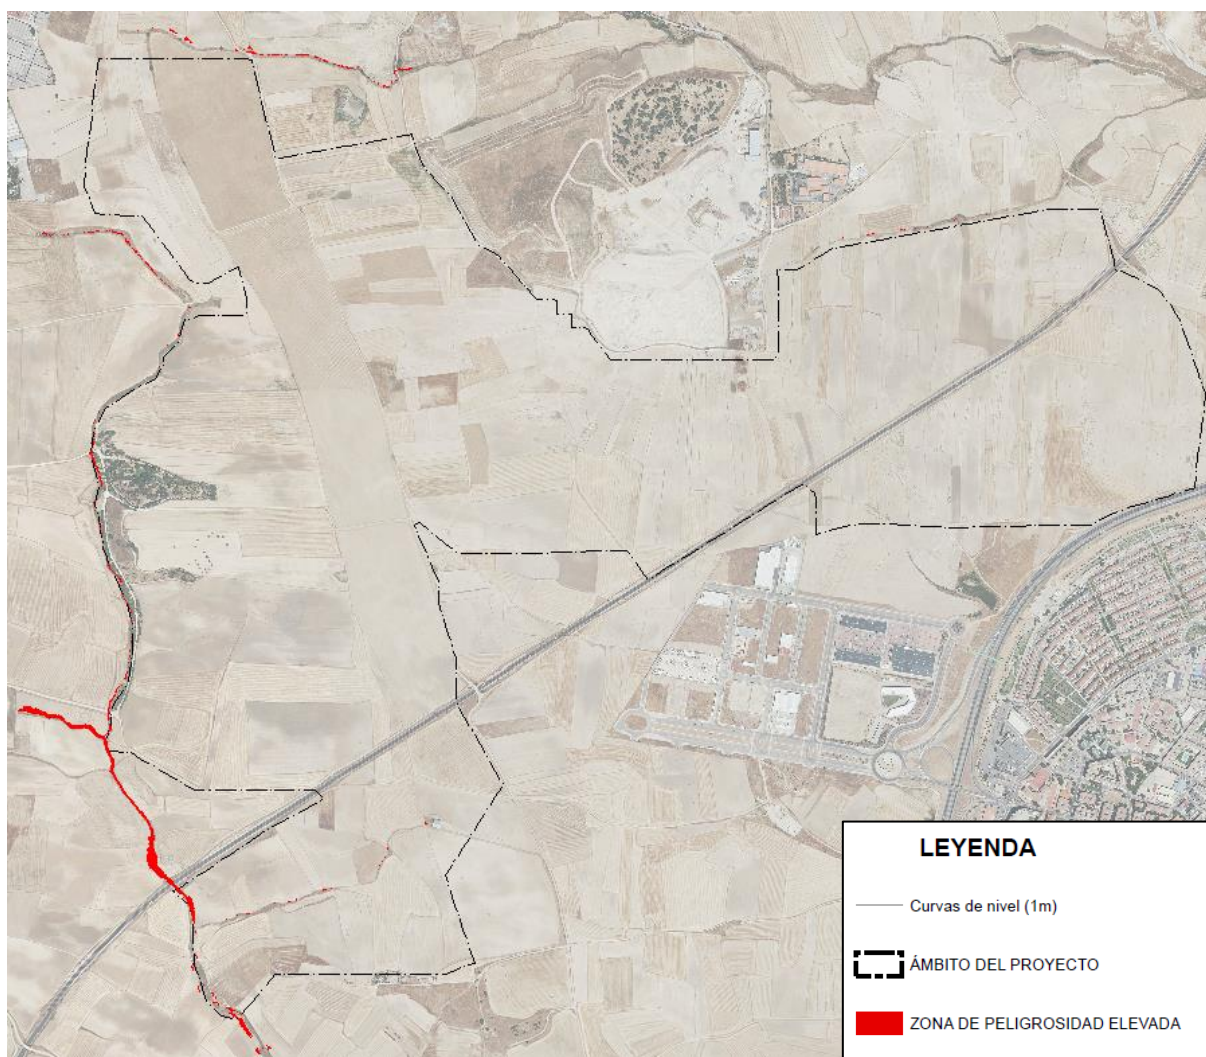 LEYENDA
Curvas de nivel (1m)
ÁMBITO DEL PROYECTO
ZONA DE PELIGROSIDAD ELEVADA